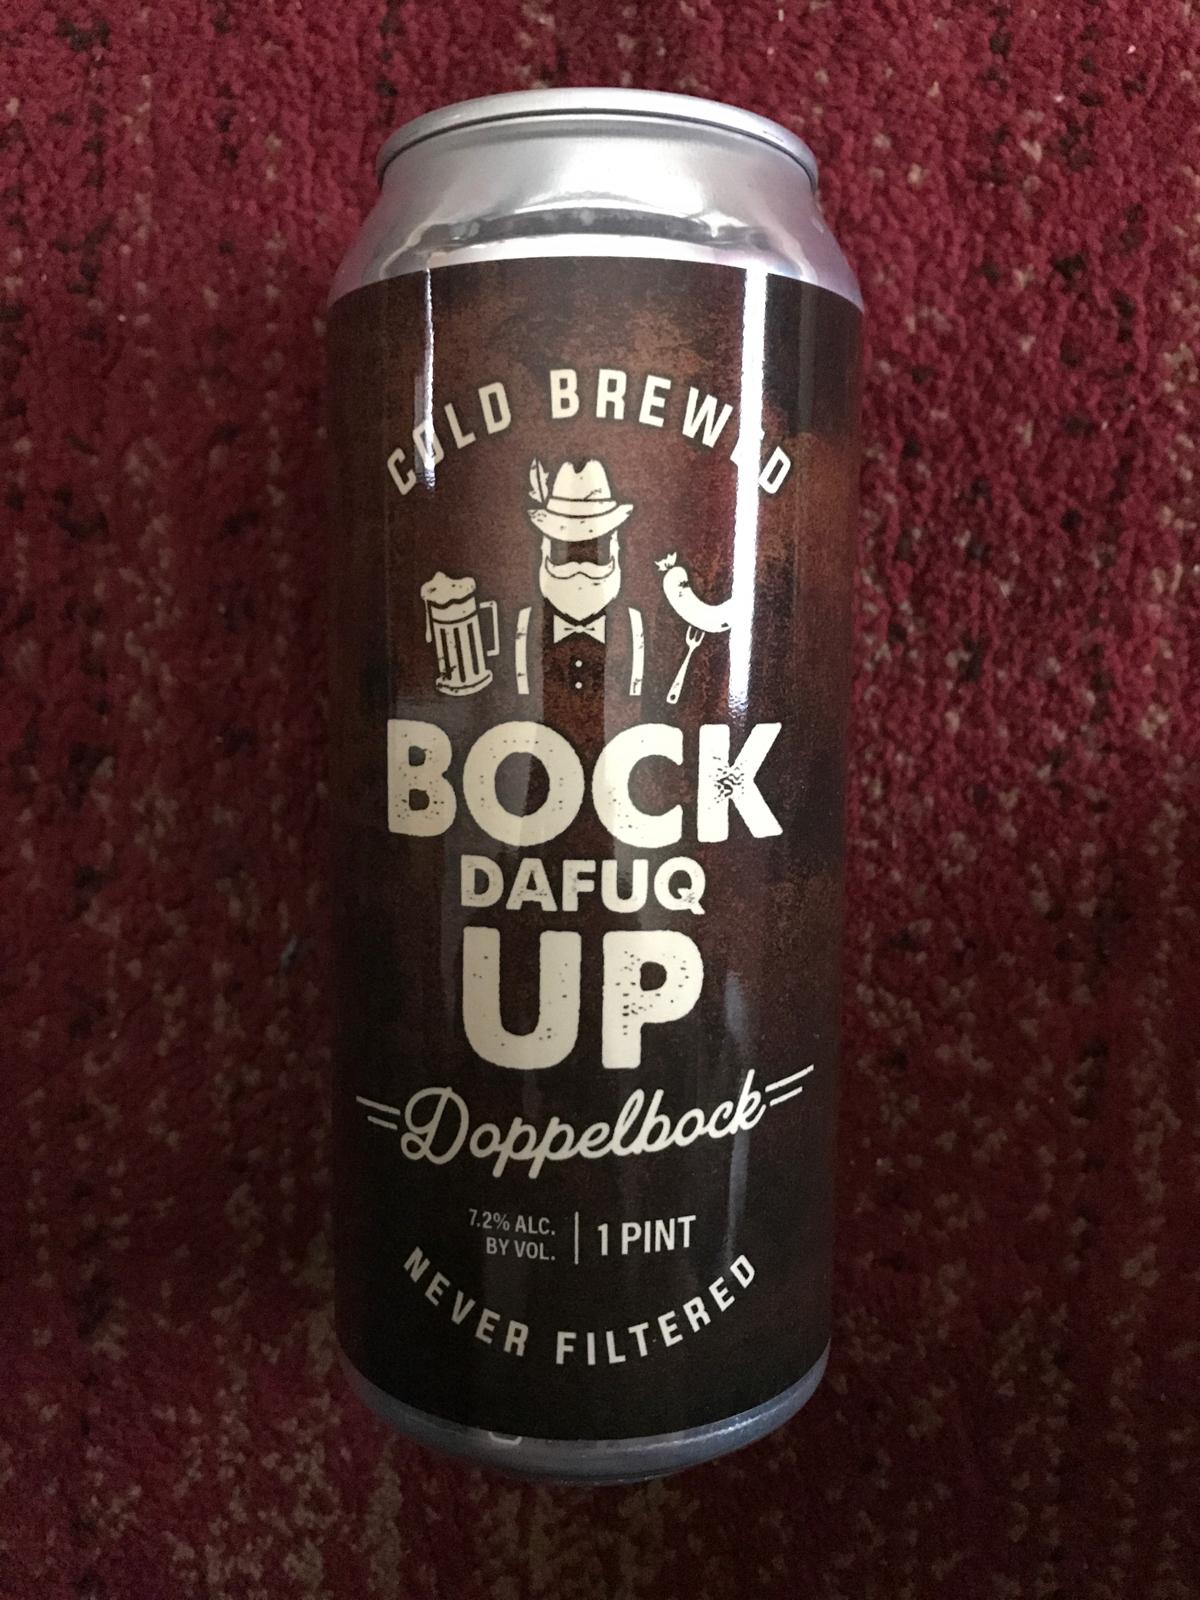 COLD BREWED
BOCK
DAFUQ
UP
Doppelbock
7.2% ALC.
BY VOL.
1 PINT
NEVER FILTERED